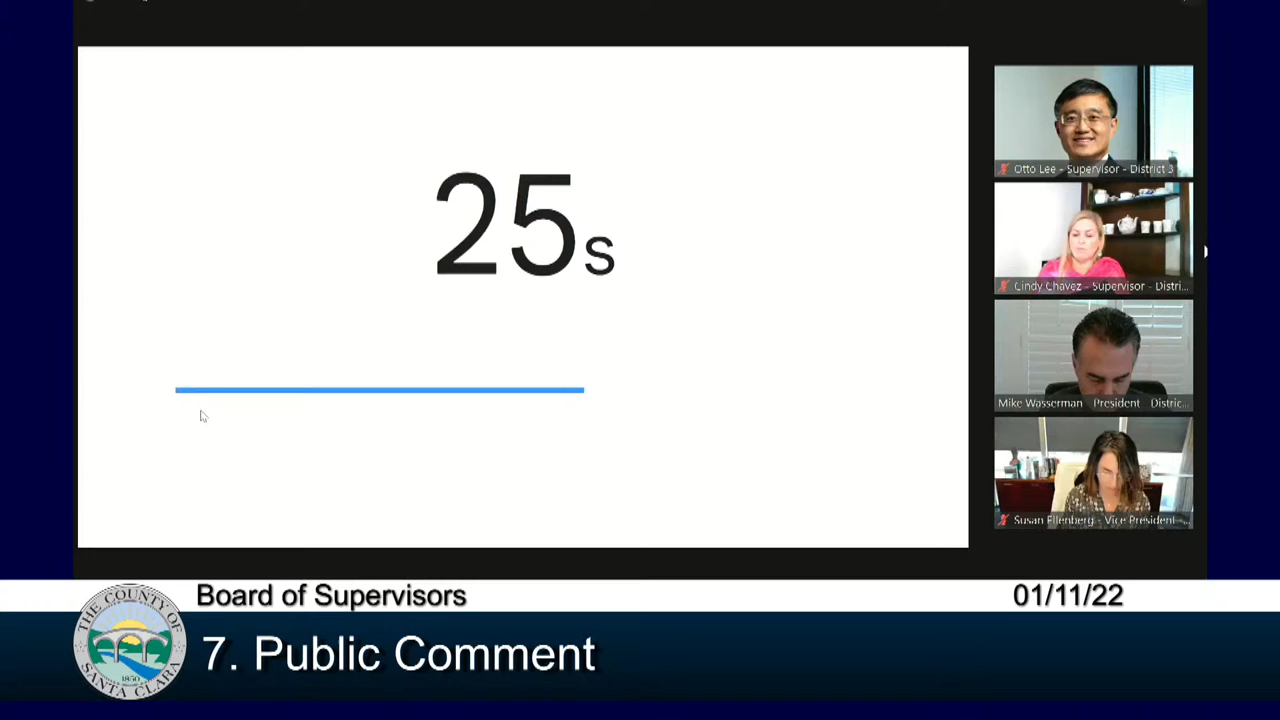 25s
Otto Lee - Supervisor - District 3
Cindy Chavez - Supervisor - Distri...
Mike Wasserman President Distric...
Susan Ellenberg - Vice President -...
Board of Supervisors
01/11/22
THE COUNTY OF
SANTA CLARA
1850
7. Public Comment